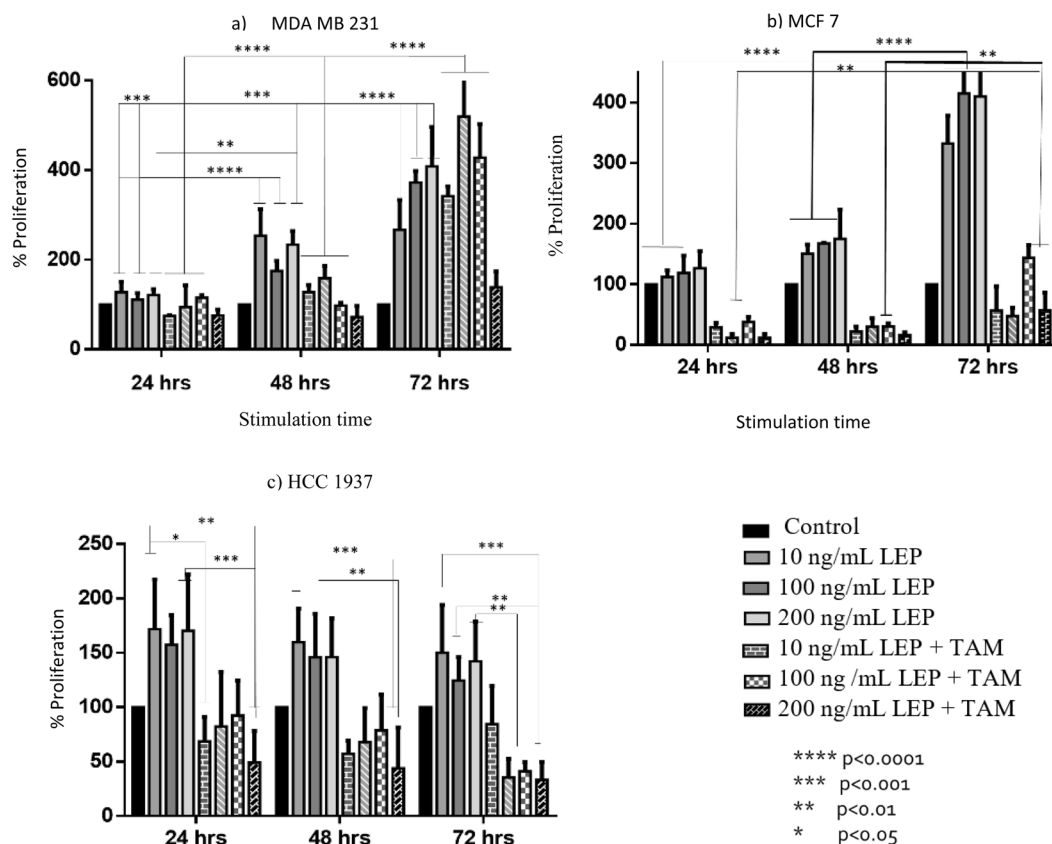 a) MDA MB 231
**** ****
600
*** *** ****
400
**
****
200
0
% Proliferation
24 hrs 48 hrs 72 hrs
Stimulation time
b) MCF 7
**** **** **
**
400
300
200
100
0
% Proliferation
24 hrs 48 hrs 72 hrs
Stimulation time
c) HCC 1937
** * ***
*** **
*** ** **
250
200
150
100
50
0
% Proliferation
24 hrs 48 hrs 72 hrs
Control
10 ng/mL LEP
100 ng/mL LEP
200 ng/mL LEP
10 ng/mL LEP + TAM
100 ng /mL LEP + TAM
200 ng/mL LEP + TAM
**** p<0.0001
*** p<0.001
** p<0.01
* p<0.05